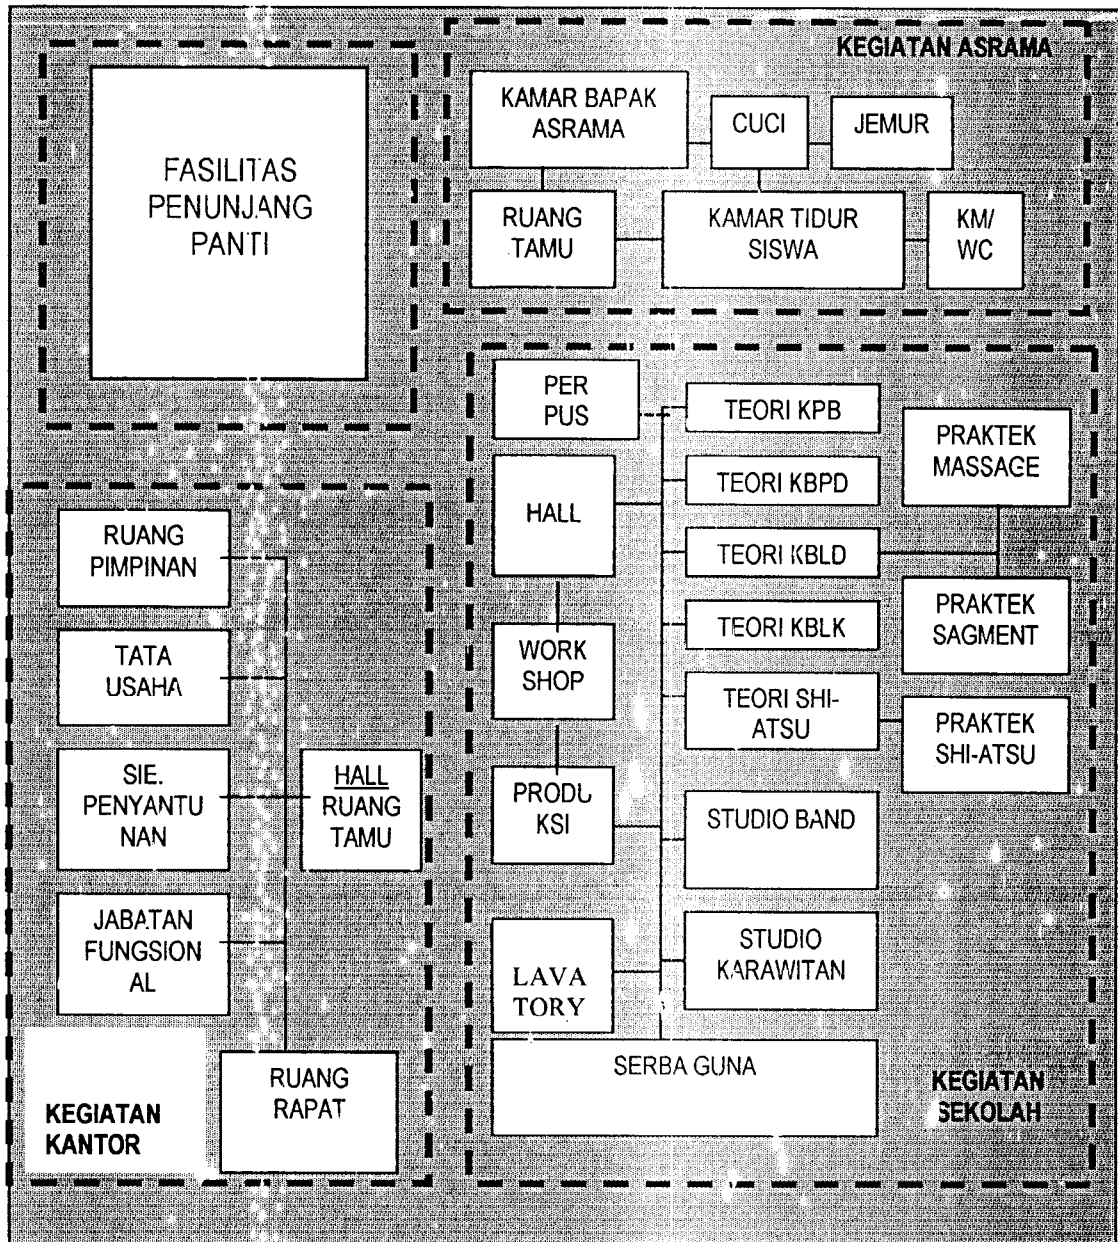 FASILITAS
PENUNJANG
PANTI
KEGIATAN ASRAMA
KAMAR BAPAK
ASRAMA
CUCI
JEMUR
RUANG
TAMU
KAMAR TIDUR
SISWA
KM/
WC
PER
PUS
HALL
WORK
SHOP
PRODU
KSI
LAVA
TORY
TEORI KPB
TEORI KBPD
TEORI KBLD
TEORI KBLK
TEORI SHI-
ATSU
STUDIO BAND
STUDIO
KARAWITAN
PRAKTEK
MASSAGE
PRAKTEK
SAGMENT
PRAKTEK
SHI-ATSU
SERBA GUNA
KEGIATAN
SEKOLAH
RUANG
PIMPINAN
TATA
USAHA
SIE.
PENYANTU
NAN
JABATAN
FUNGSION
AL
HALL
RUANG
TAMU
RUANG
RAPAT
KEGIATAN
KANTOR